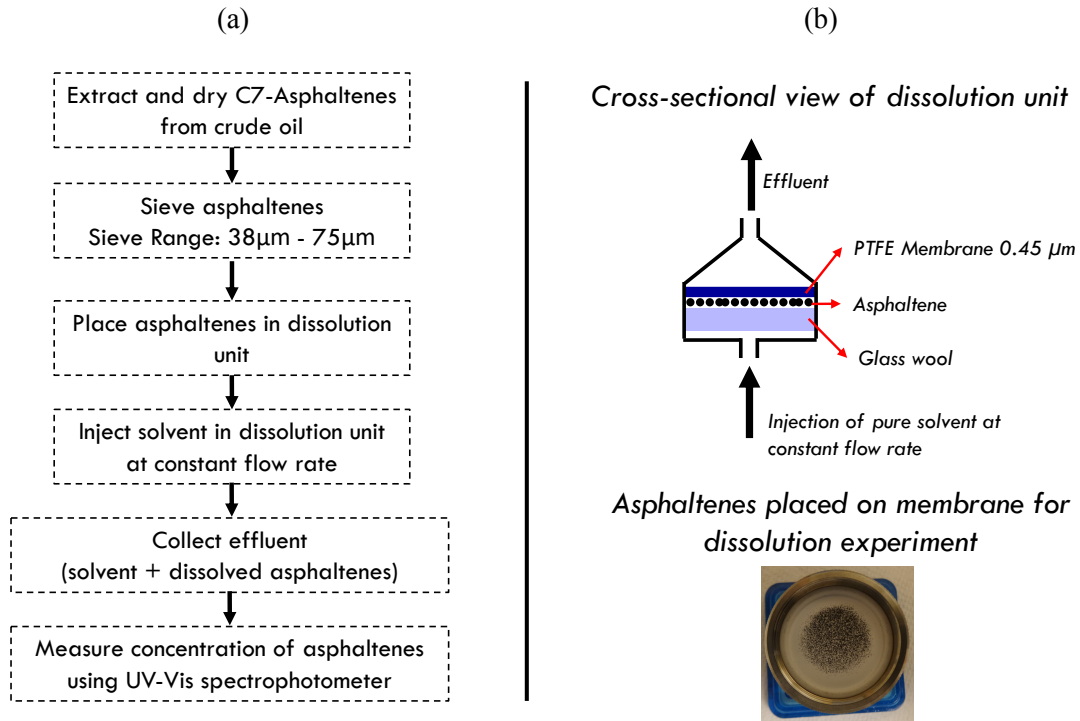 (a)
Extract and dry C7-Asphaltenes
from crude oil
Sieve asphaltenes
Sieve Range: 38µm - 75µm
Place asphaltenes in dissolution
unit
Inject solvent in dissolution unit
at constant flow rate
Collect effluent
(solvent + dissolved asphaltenes)
Measure concentration of asphaltenes
using UV-Vis spectrophotometer
(b)
Cross-sectional view of dissolution unit
Effluent
PTFE Membrane 0.45 µm
Asphaltene
Glass wool
Injection of pure solvent at
constant flow rate
Asphaltenes placed on membrane for
dissolution experiment